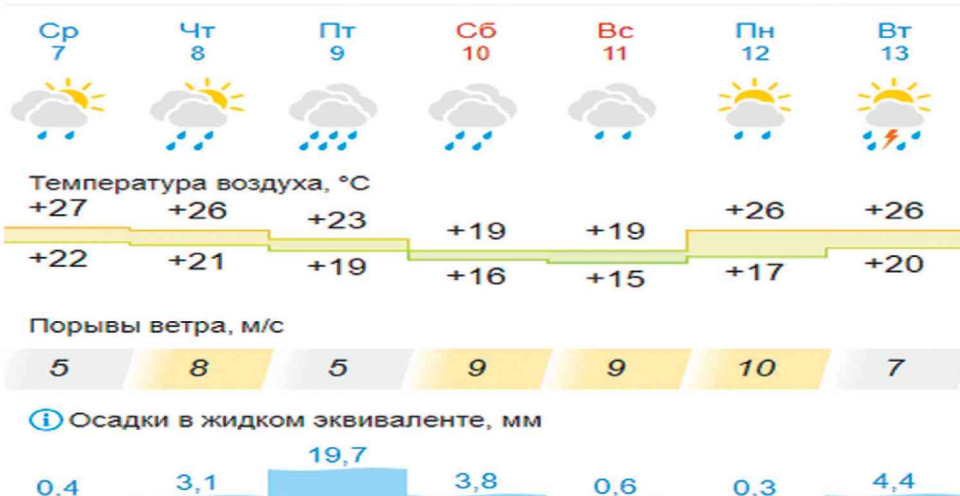 Ср Чт Пт Сб Вс Пн Вт
7 8 9 10 11 12 13
Температура воздуха, °C
+27 +26 +23 +19 +19 +26 +26
+22 +21 +19 +16 +15 +17 +20
Порывы ветра, м/с
5 8 5 9 9 10 7
i Осадки в жидком эквиваленте, мм
0,4 3,1 19,7 3,8 0,6 0,3 4,4